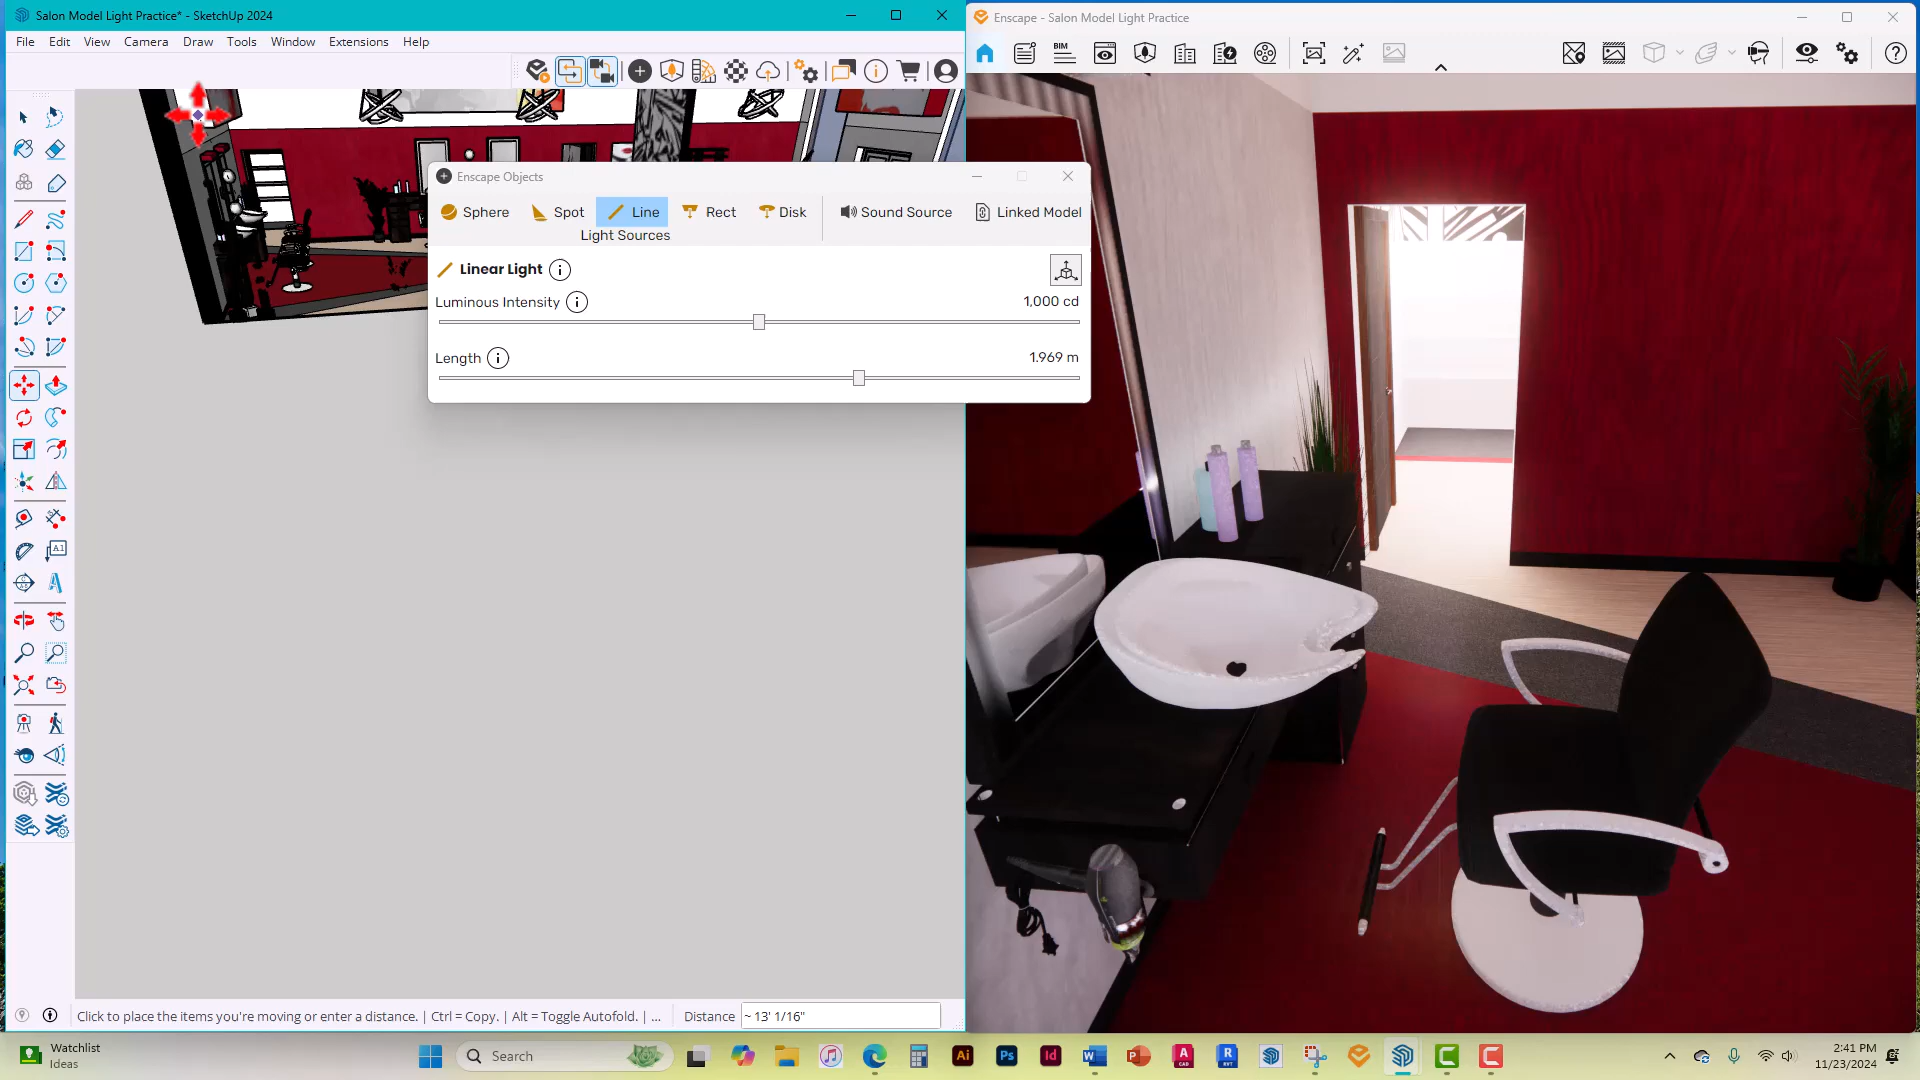 Salon Model Light Practice* - SketchUp 2024
Enscape - Salon Model Light Practice
File Edit View Camera Draw Tools Window Extensions Help
BIM
Enscape Objects
Sphere Spot Line Rect Disk Sound Source Linked Model
Light Sources
Linear Light
Luminous Intensity 1,000 cd
Length 1.969 m
A1
Click to place the items you're moving or enter a distance. | Ctrl = Copy. | Alt = Toggle Autofold. | ... Distance ~ 13' 1/16"
Watchlist
Ideas
Search
Ai Ps Id
2:41 PM
11/23/2024